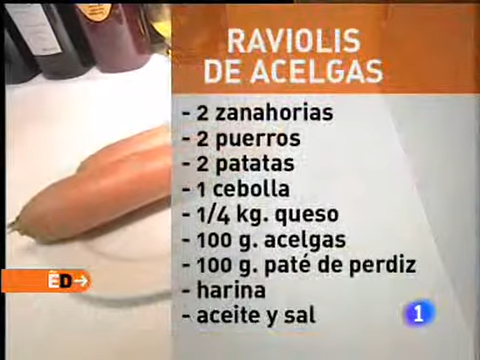 RAVIOLIS
DE ACELGAS
- 2 zanahorias
- 2 puerros
- 2 patatas
- 1 cebolla
- 1/4 kg. queso
- 100 g. acelgas
- 100 g. paté de perdiz
- harina
- aceite y sal
ED
1